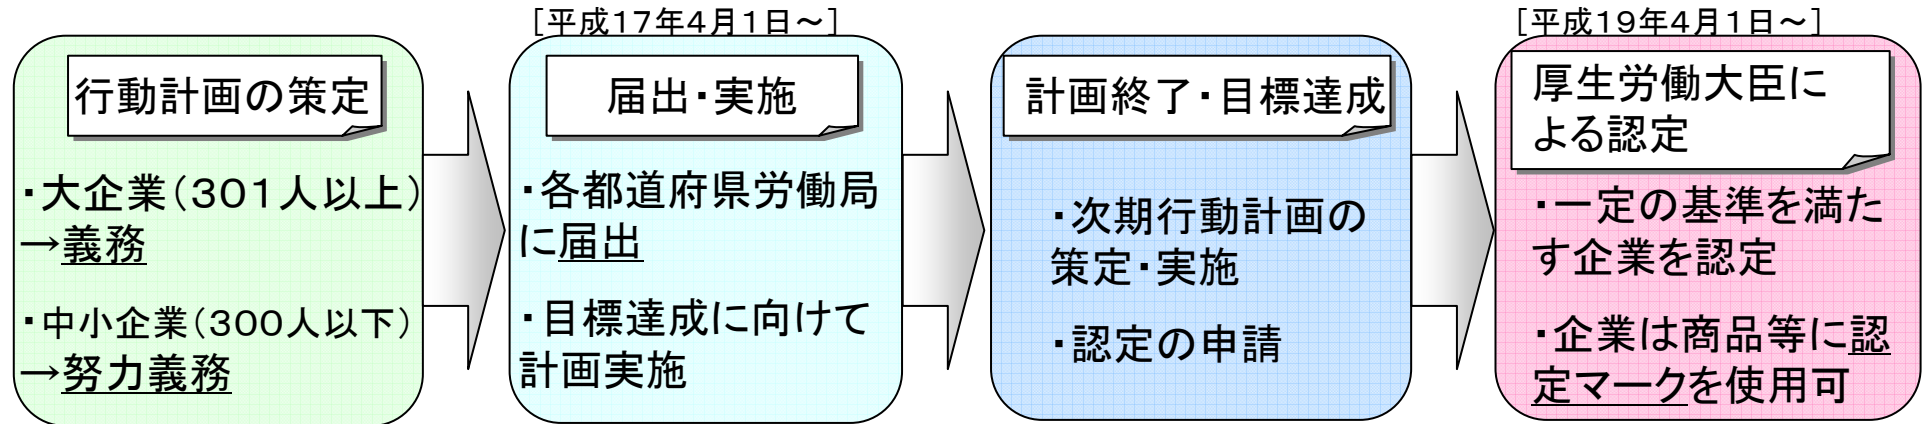 行動計画の策定
・大企業(301人以上)
→義務
・中小企業(300人以下)
→努力義務
[平成17年4月1日～]
届出・実施
・各都道府県労働局
に届出
・目標達成に向けて
計画実施
計画終了・目標達成
・次期行動計画の
策定・実施
・認定の申請
[平成19年4月1日～]
厚生労働大臣に
よる認定
・一定の基準を満た
す企業を認定
・企業は商品等に認
定マークを使用可